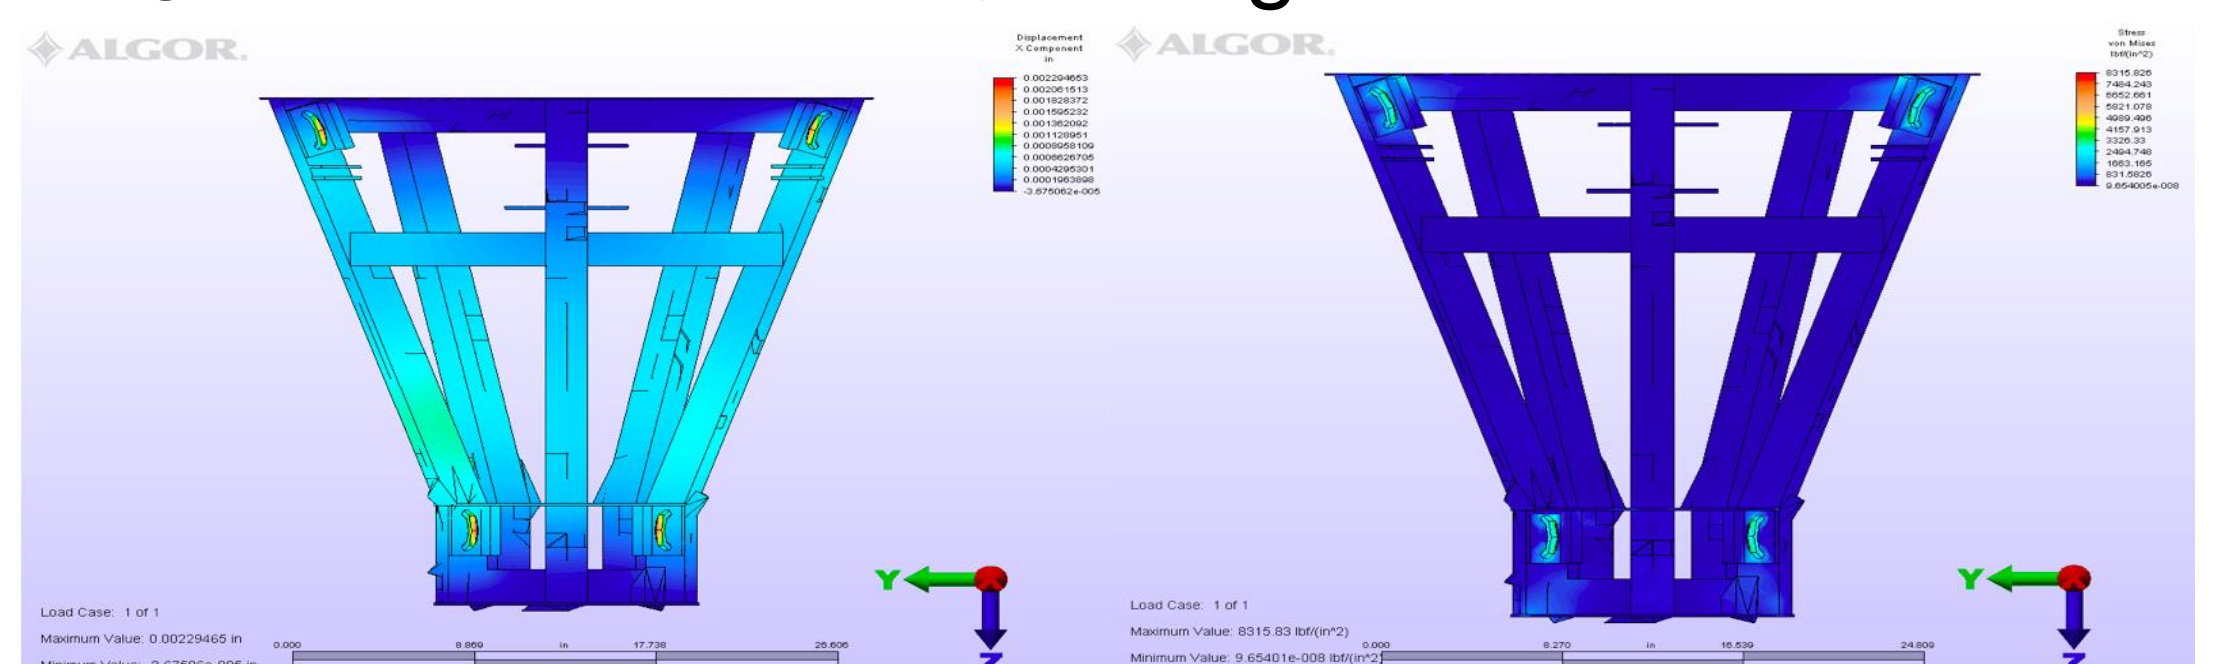 ALGOR.
Displacement
X Component
in
0.002294653
0.002061513
0.001828372
0.001595232
0.001362092
0.001128951
0.0008958109
0.0006626705
0.0004295301
0.0001963898
-3.675062e-005
Y
Z
Load Case: 1 of 1
Maximum Value: 0.00229465 in
0.000 8.869 in 17.738 26.606
ALGOR.
Stress
von Mises
lbf/(in^2)
8315.826
7484.243
6652.661
5821.078
4989.496
4157.913
3326.33
2494.748
1663.165
831.5826
9.654005e-008
Y
Z
Load Case: 1 of 1
Maximum Value: 8315.83 lbf/(in^2)
Minimum Value: 9.65401e-008 lbf/(in^2)
0.000 8.270 in 16.539 24.809